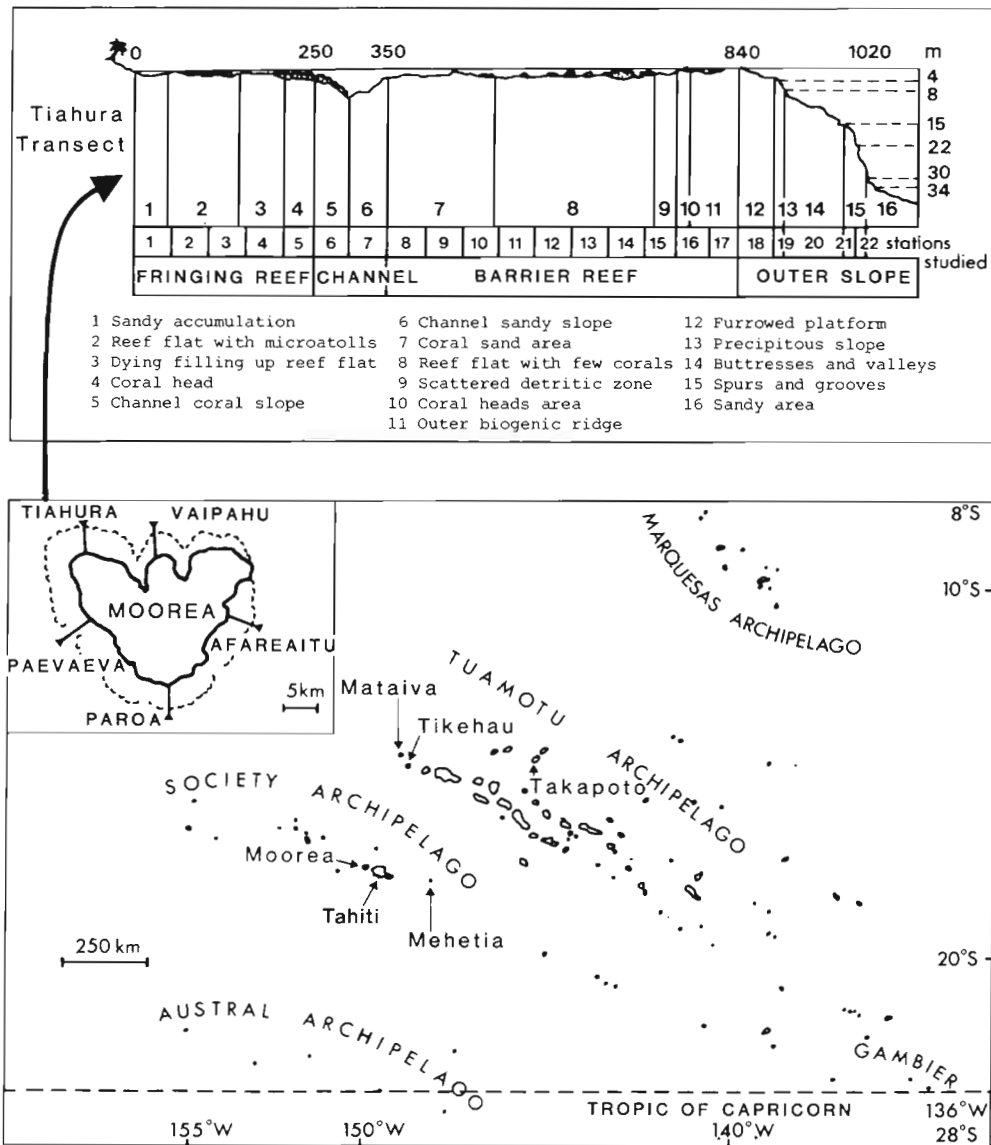 0 250 350 840 1020 m
4
8
15
22
30
34
Tiahura
Transect
1 2 3 4 5 6 7 8 9 10 11 12 13 14 15 16
1 2 3 4 5 6 7 8 9 10 11 12 13 14 15 16 17 18 19 20 21 22 stations
studied
FRINGING REEF CHANNEL BARRIER REEF OUTER SLOPE
1 Sandy accumulation
2 Reef flat with microatolls
3 Dying filling up reef flat
4 Coral head
5 Channel coral slope
6 Channel sandy slope
7 Coral sand area
8 Reef flat with few corals
9 Scattered detritic zone
10 Coral heads area
11 Outer biogenic ridge
12 Furrowed platform
13 Precipitous slope
14 Buttresses and valleys
15 Spurs and grooves
16 Sandy area
TIAHURA
VAIPAHU
MOOREA
AFAREAITU
PAEVAEVA
PAROA
5km
8°S
MARQUESAS ARCHIPELAGO
10°S
TUAMOTU ARCHIPELAGO
Mataiva
Tikehau
Takapoto
SOCIETY ARCHIPELAGO
Moorea
Tahiti
Mehetia
250 km
20°S
AUSTRAL ARCHIPELAGO
GAMBIER
TROPIC OF CAPRICORN
136°W
155°W
150°W
140°W
28°S